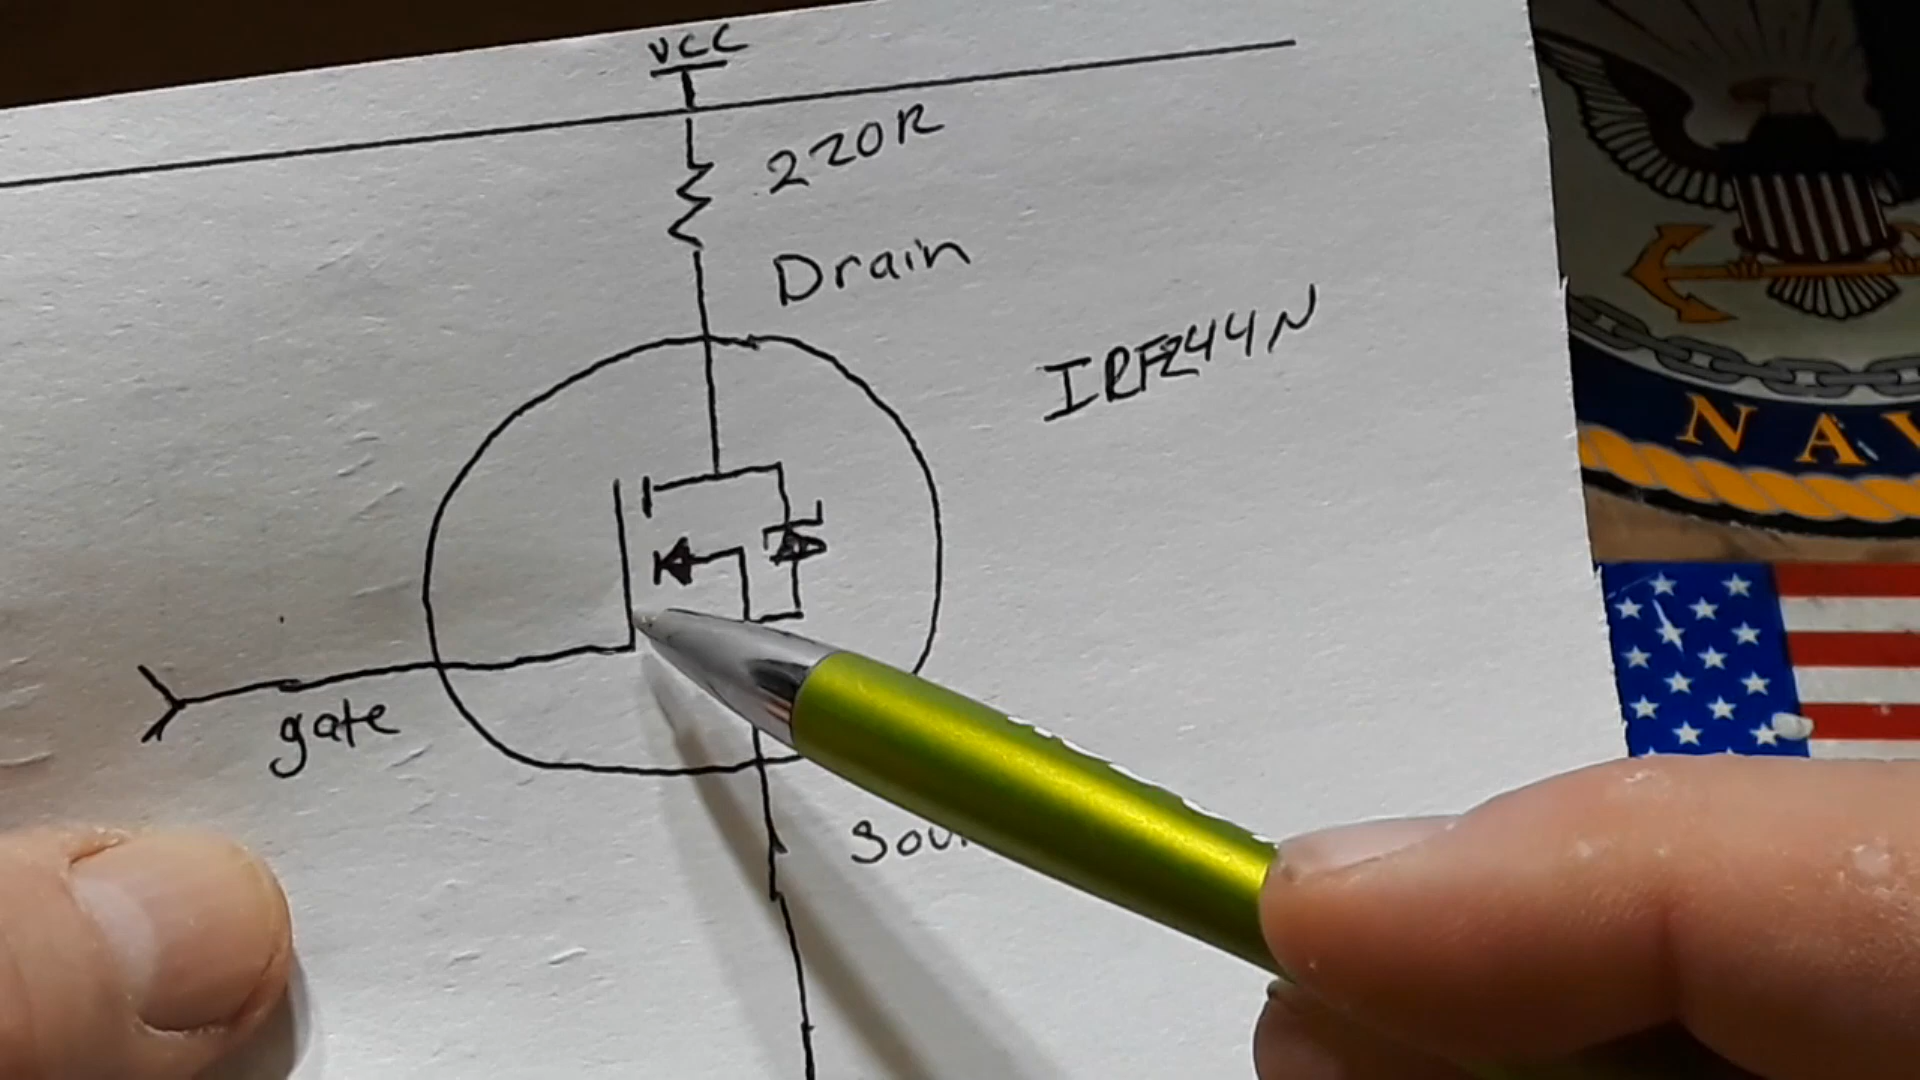 VCC
220R
Drain
IRFZ44N
gate
NAV